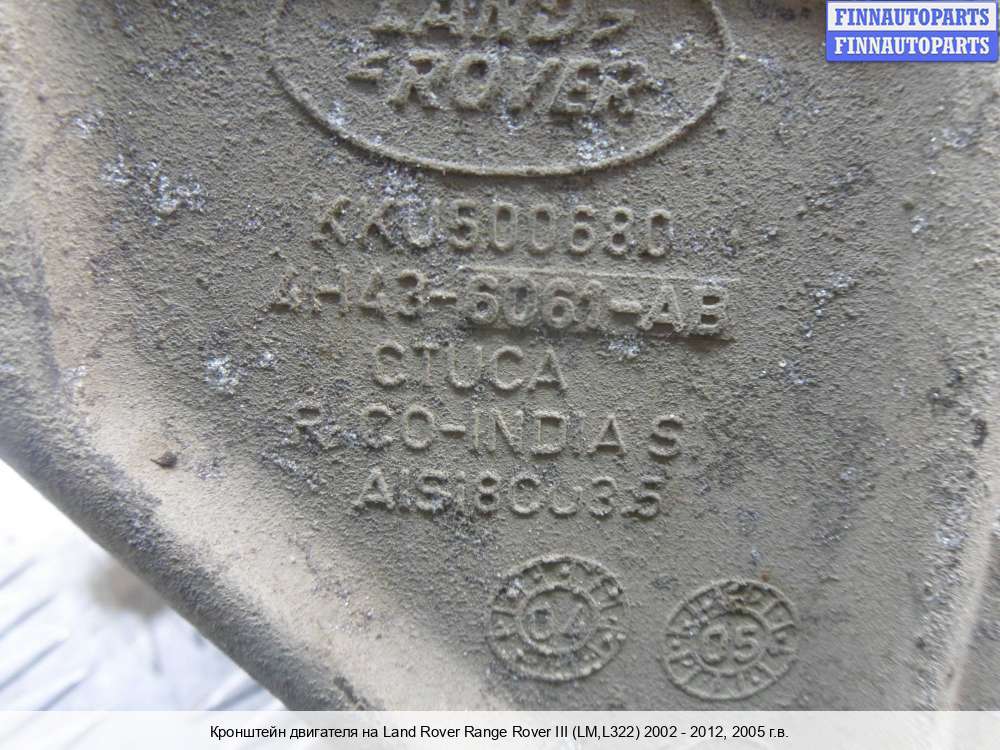 FINNAUTOPARTS
FINNAUTOPARTS
LAND
ROVER
KKU500680
4H43-6061-AB
CTUCA
CO-INDIA S.
04
05
Кронштейн двигателя на Land Rover Range Rover III (LM,L322) 2002 - 2012, 2005 г.в.